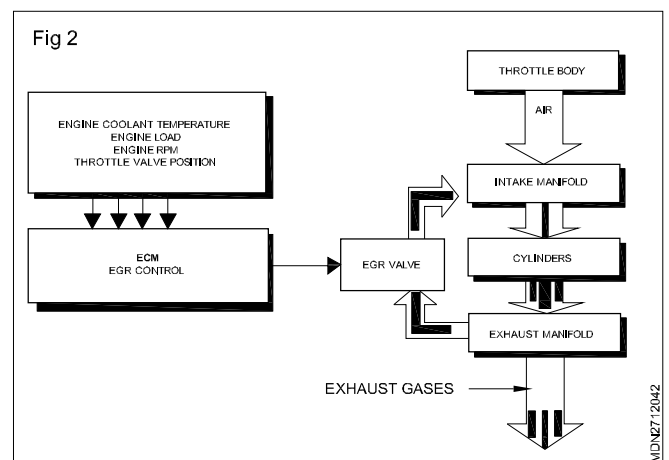 Fig 2
THROTTLE BODY
ENGINE COOLANT TEMPERATURE
ENGINE LOAD
ENGINE RPM
THROTTLE VALVE POSITION
AIR
INTAKE MANIFOLD
ECM
EGR CONTROL
EGR VALVE
CYLINDERS
EXHAUST MANIFOLD
EXHAUST GASES
MDN2712042